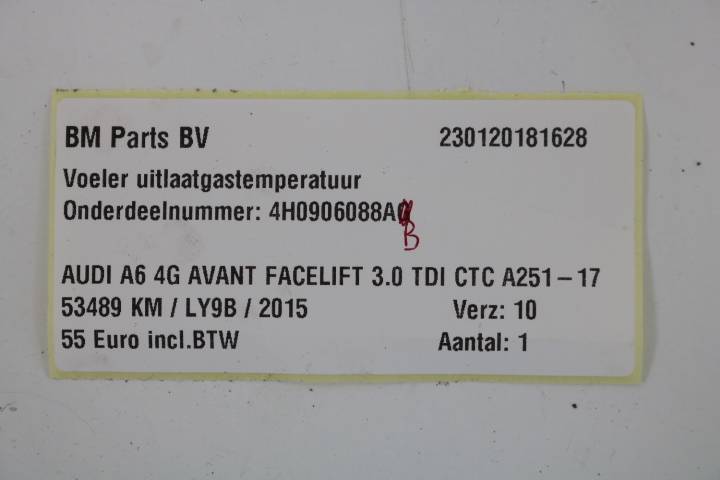 BM Parts BV 230120181628
Voeler uitlaatgastemperatuur
Onderdeelnummer: 4H0906088A
B
AUDI A6 4G AVANT FACELIFT 3.0 TDI CTC A251-17
53489 KM / LY9B / 2015 Verz: 10
55 Euro incl.BTW Aantal: 1